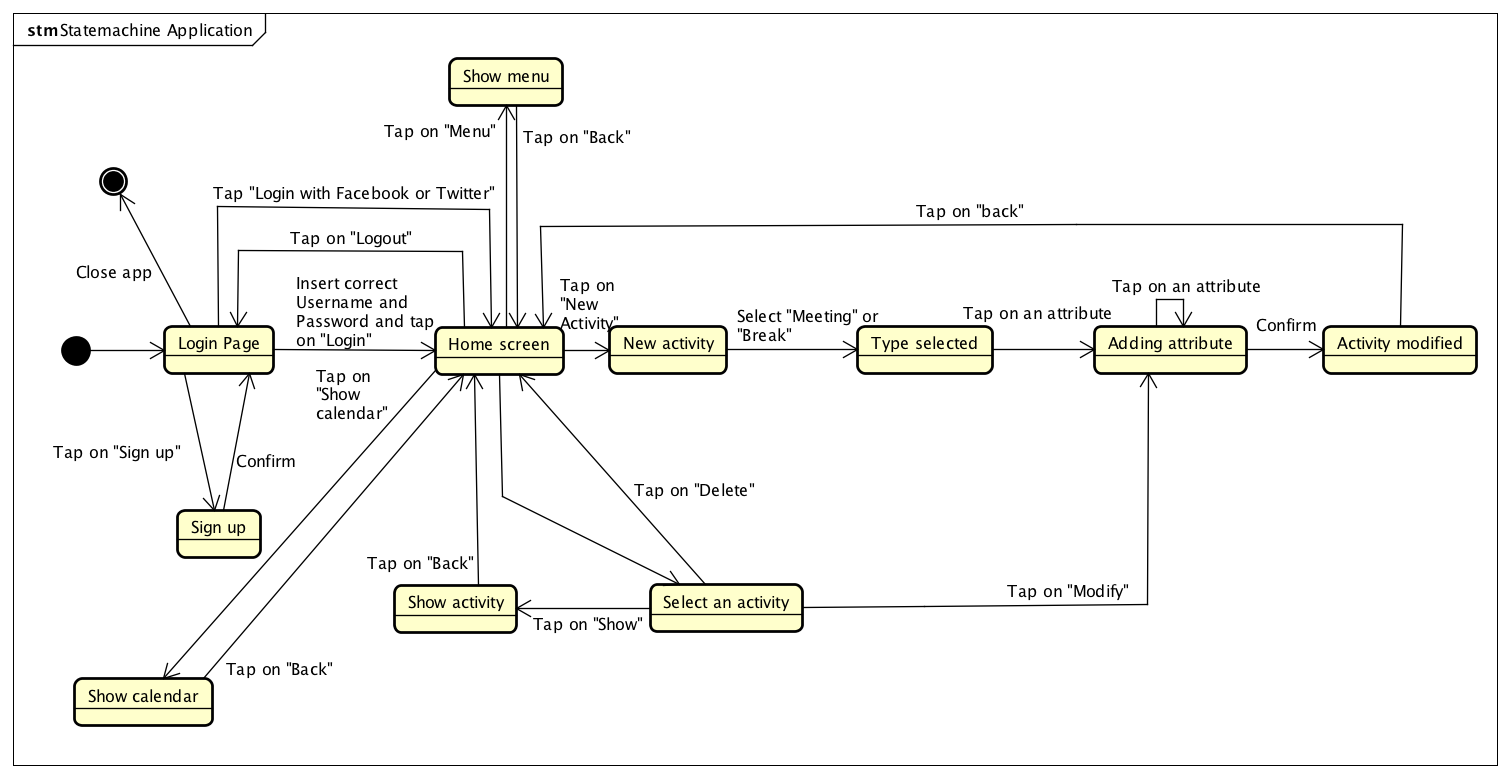 stm Statemachine Application
Show menu
Tap on "Menu"
Tap on "Back"
Tap "Login with Facebook or Twitter"
Tap on "back"
Tap on "Logout"
Close app
Insert correct
Username and
Password and tap
on "Login"
Tap on
"New
Activity"
Tap on an attribute
Select "Meeting" or
"Break"
Tap on an attribute
Confirm
Login Page
Home screen
New activity
Type selected
Adding attribute
Activity modified
Tap on
"Show
calendar"
Tap on "Sign up"
Confirm
Tap on "Delete"
Sign up
Tap on "Back"
Tap on "Modify"
Show activity
Select an activity
Tap on "Show"
Tap on "Back"
Show calendar